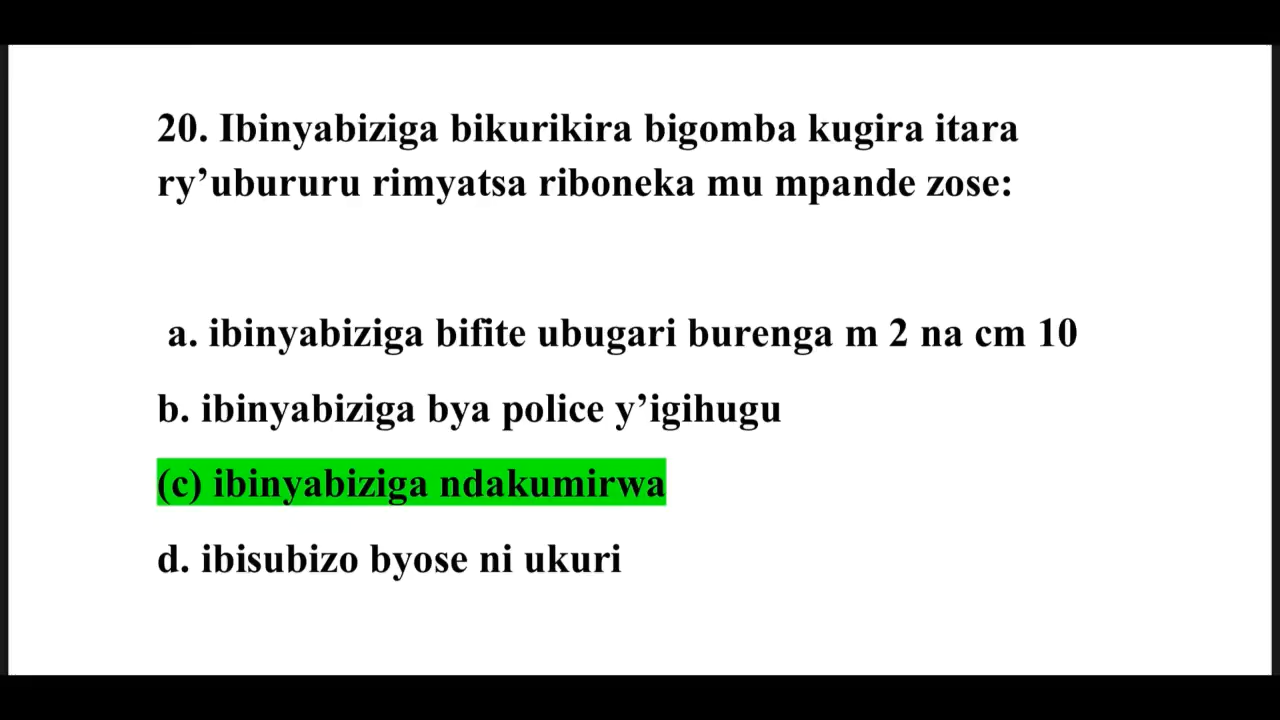 20. Ibinyabiziga bikurikira bigomba kugira itara
ry’ubururu rimyatsa riboneka mu mpande zose:
a. ibinyabiziga bifite ubugari burenga m 2 na cm 10
b. ibinyabiziga bya police y’igihugu
(c) ibinyabiziga ndakumirwa
d. ibisubizo byose ni ukuri